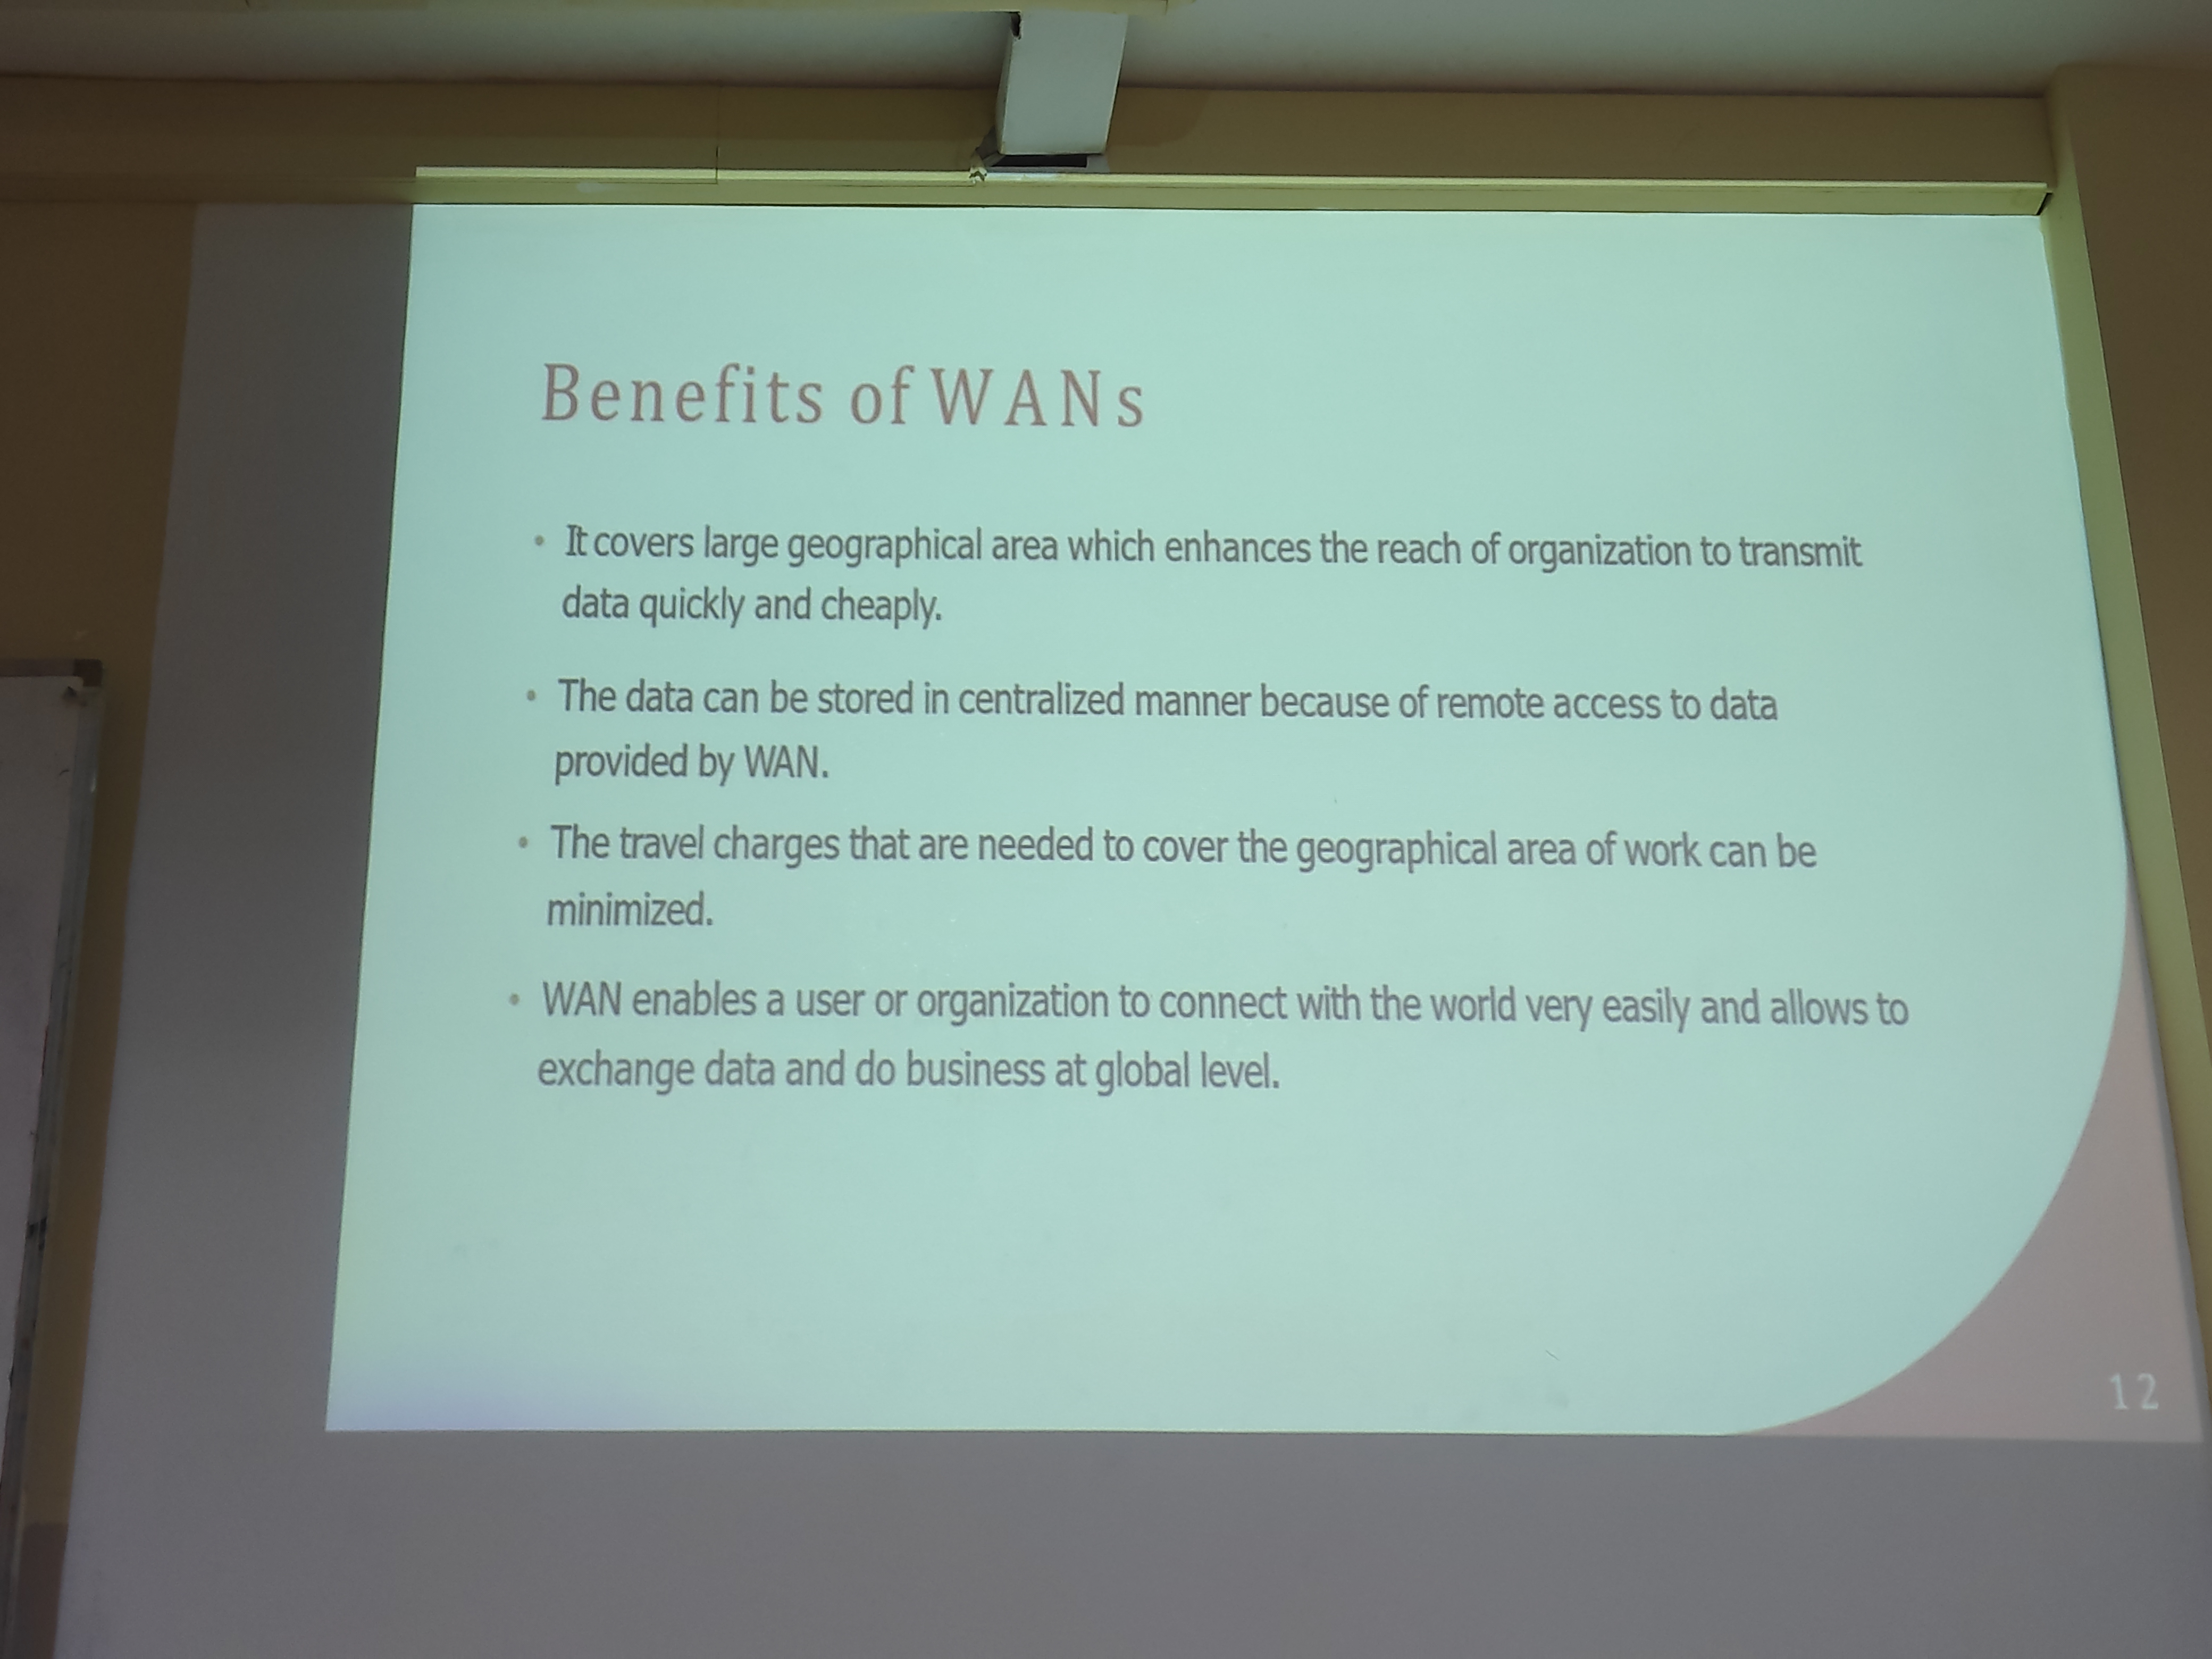 Benefits of WANs
• It covers large geographical area which enhances the reach of organization to transmit
data quickly and cheaply.
• The data can be stored in centralized manner because of remote access to data
provided by WAN.
• The travel charges that are needed to cover the geographical area of work can be
minimized.
• WAN enables a user or organization to connect with the world very easily and allows to
exchange data and do business at global level.
12